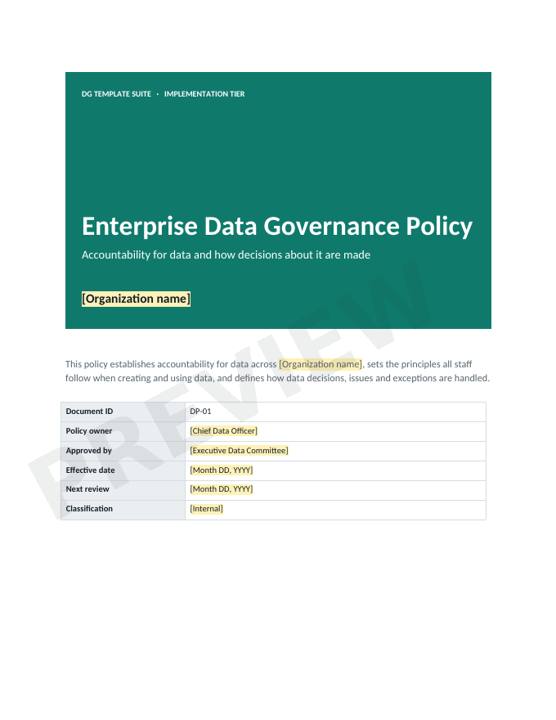 DG TEMPLATE SUITE · IMPLEMENTATION TIER
Enterprise Data Governance Policy
Accountability for data and how decisions about it are made
[Organization name]
This policy establishes accountability for data across [Organization name], sets the principles all staff
follow when creating and using data, and defines how data decisions, issues and exceptions are handled.
Document ID DP-01
Policy owner [Chief Data Officer]
Approved by [Executive Data Committee]
Effective date [Month DD, YYYY]
Next review [Month DD, YYYY]
Classification [Internal]
PREVIEW